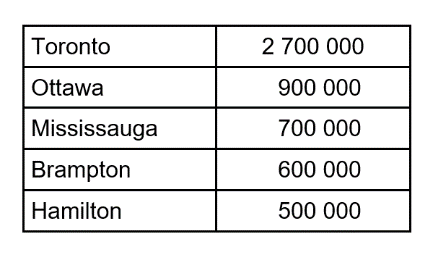 Toronto 2 700 000
Ottawa 900 000
Mississauga 700 000
Brampton 600 000
Hamilton 500 000